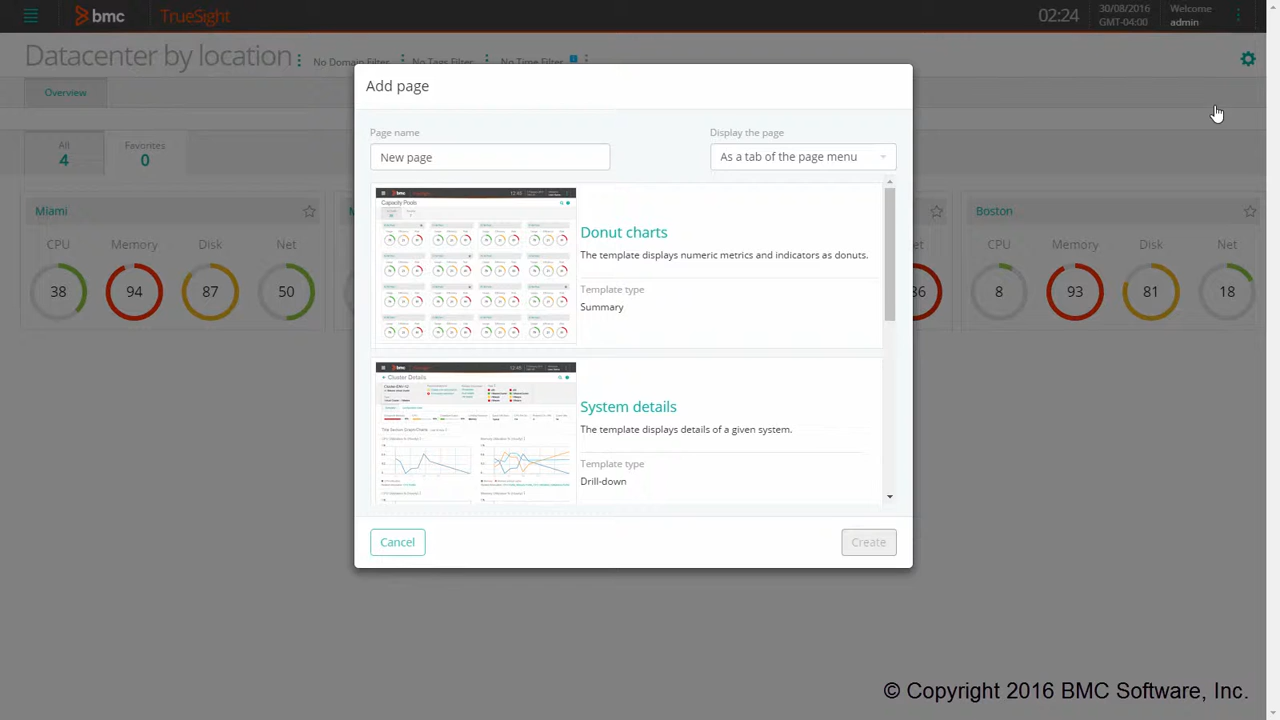 bmc TrueSight
02:24
30/08/2016
GMT-04:00
Welcome
admin
Datacenter by location
No Domain Filter
No Tags Filter
No Time Filter
Overview
All
4
Favorites
0
Miami
CPU Memory Disk Net
38 94 87 50
86
Boston
CPU Memory Disk Net
8 93 81 18
Add page
Page name
New page
Display the page
As a tab of the page menu
Capacity Pools
Donut charts
The template displays numeric metrics and indicators as donuts.
Template type
Summary
Cluster Details
System details
The template displays details of a given system.
Template type
Drill-down
Cancel
Create
© Copyright 2016 BMC Software, Inc.